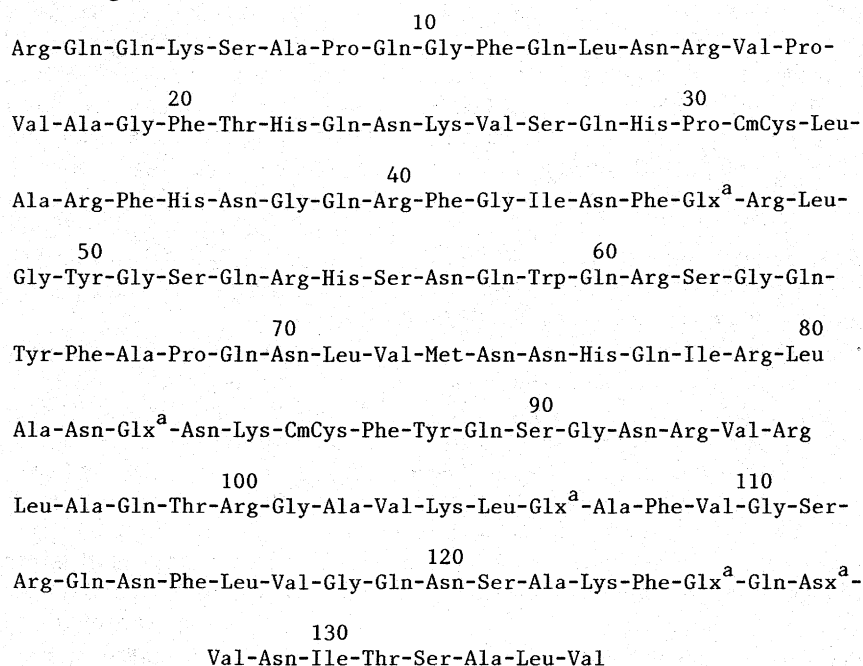 10
Arg-Gln-Gln-Lys-Ser-Ala-Pro-Gln-Gly-Phe-Gln-Leu-Asn-Arg-Val-Pro-
20 30
Val-Ala-Gly-Phe-Thr-His-Gln-Asn-Lys-Val-Ser-Gln-His-Pro-CmCys-Leu-
40
Ala-Arg-Phe-His-Asn-Gly-Gln-Arg-Phe-Gly-Ile-Asn-Phe-Glxᵃ-Arg-Leu-
50 60
Gly-Tyr-Gly-Ser-Gln-Arg-His-Ser-Asn-Gln-Trp-Gln-Arg-Ser-Gly-Gln-
70 80
Tyr-Phe-Ala-Pro-Gln-Asn-Leu-Val-Met-Asn-Asn-His-Gln-Ile-Arg-Leu
90
Ala-Asn-Glxᵃ-Asn-Lys-CmCys-Phe-Tyr-Gln-Ser-Gly-Asn-Arg-Val-Arg
100 110
Leu-Ala-Gln-Thr-Arg-Gly-Ala-Val-Lys-Leu-Glxᵃ-Ala-Phe-Val-Gly-Ser-
120
Arg-Gln-Asn-Phe-Leu-Val-Gly-Gln-Asn-Ser-Ala-Lys-Phe-Glxᵃ-Gln-Asxᵃ-
130
Val-Asn-Ile-Thr-Ser-Ala-Leu-Val